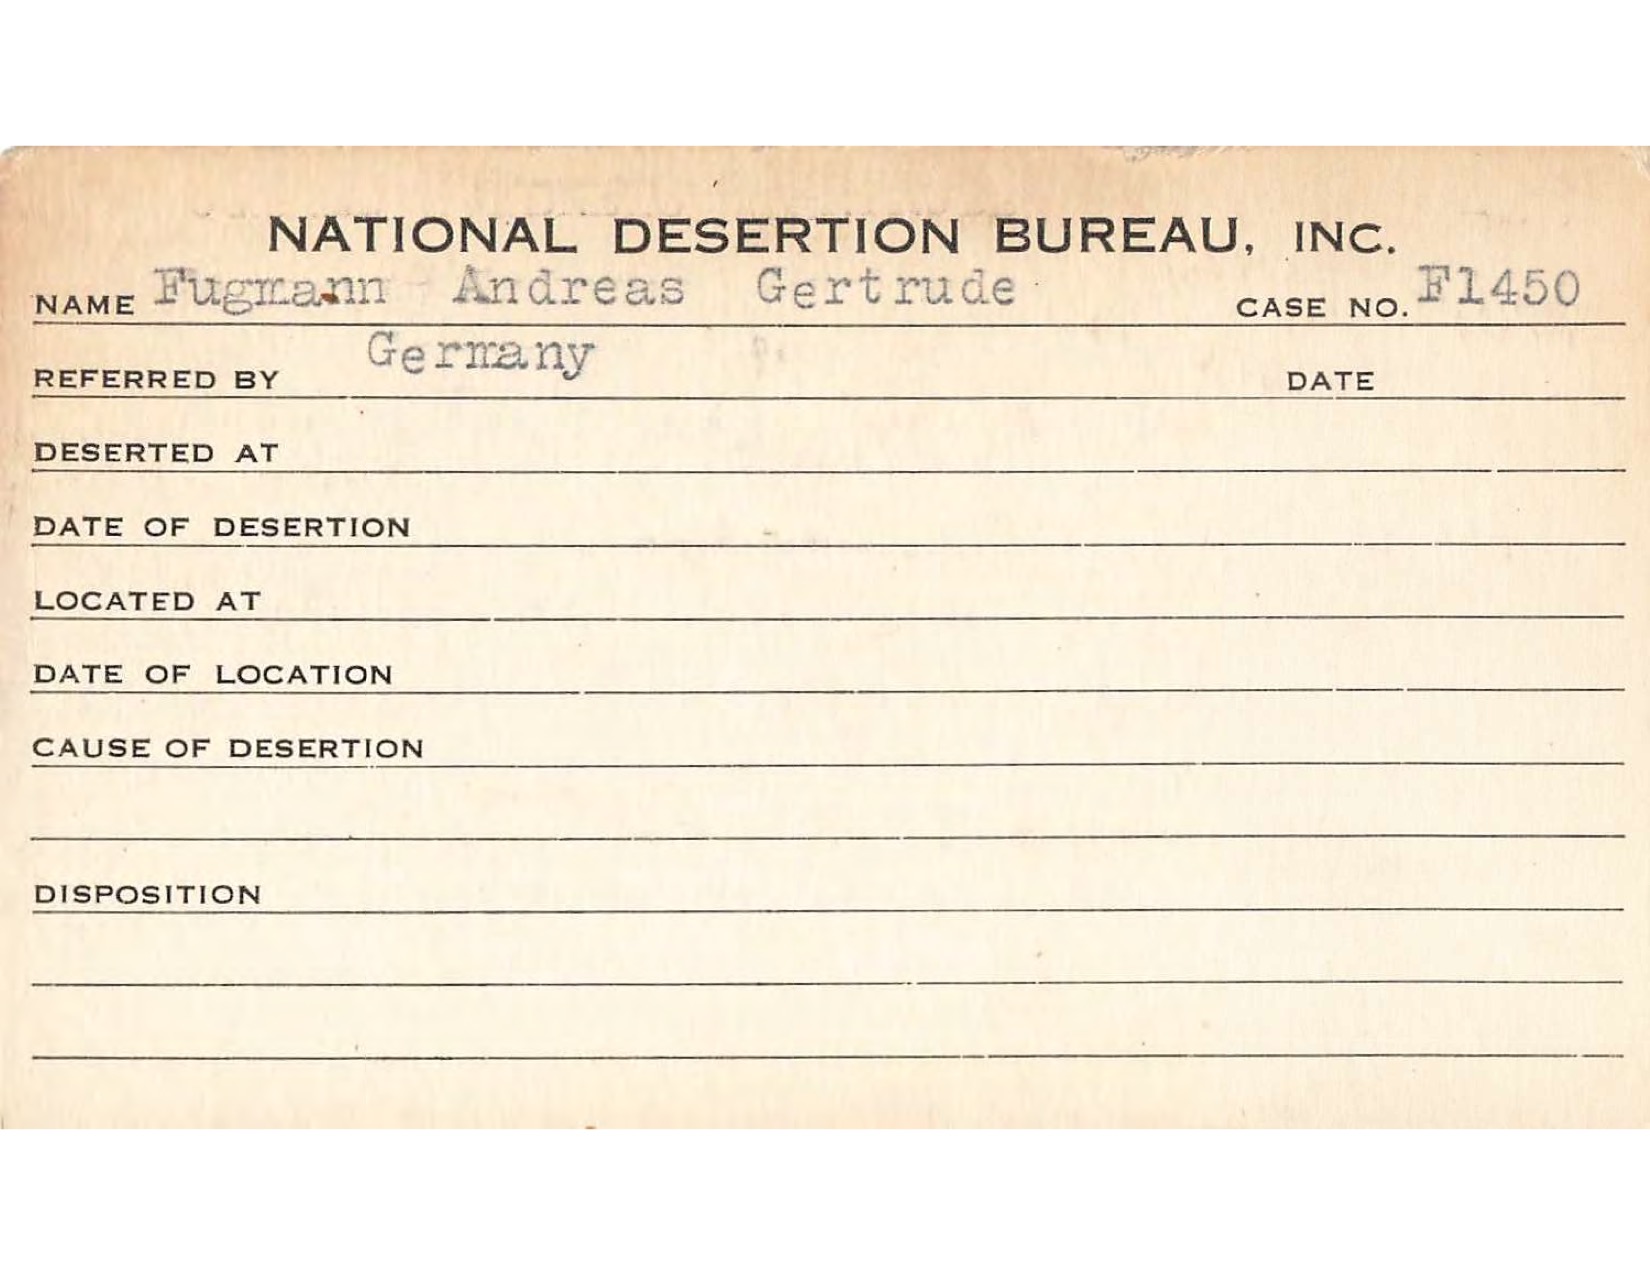 NATIONAL DESERTION BUREAU, INC.
NAME Fugmann Andreas Gertrude CASE NO. F1450
Germany
REFERRED BY DATE
DESERTED AT
DATE OF DESERTION
LOCATED AT
DATE OF LOCATION
CAUSE OF DESERTION
DISPOSITION